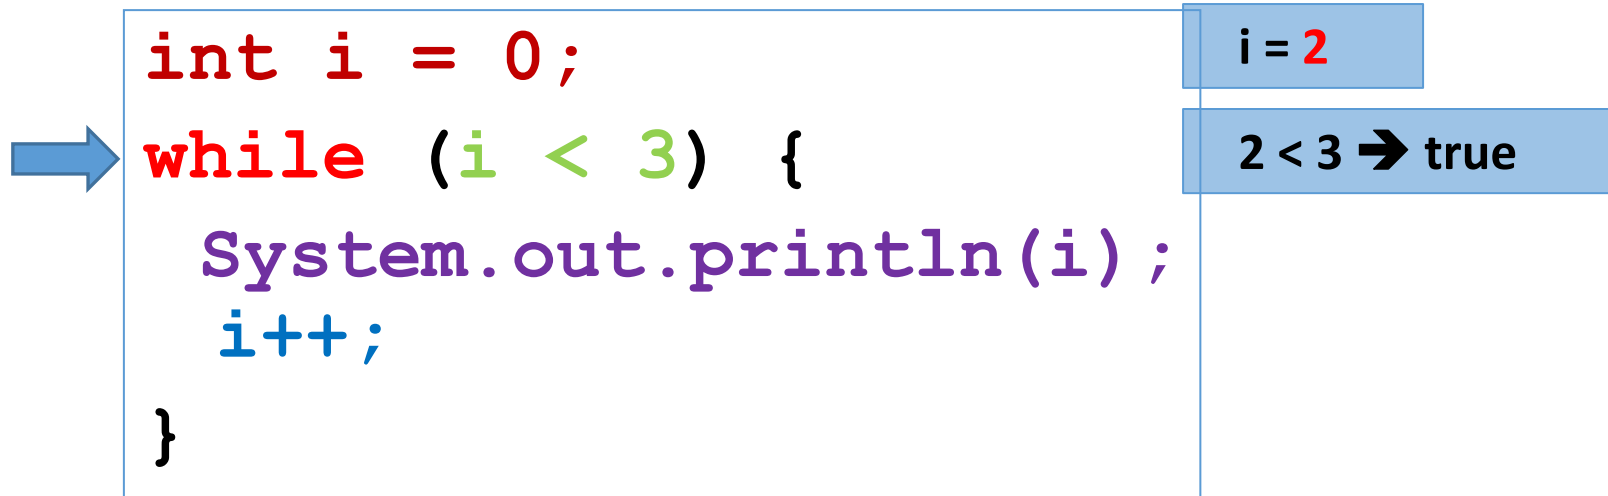 int i = 0;
i = 2
while (i < 3) {
2 < 3 ➔ true
System.out.println(i);
i++;
}